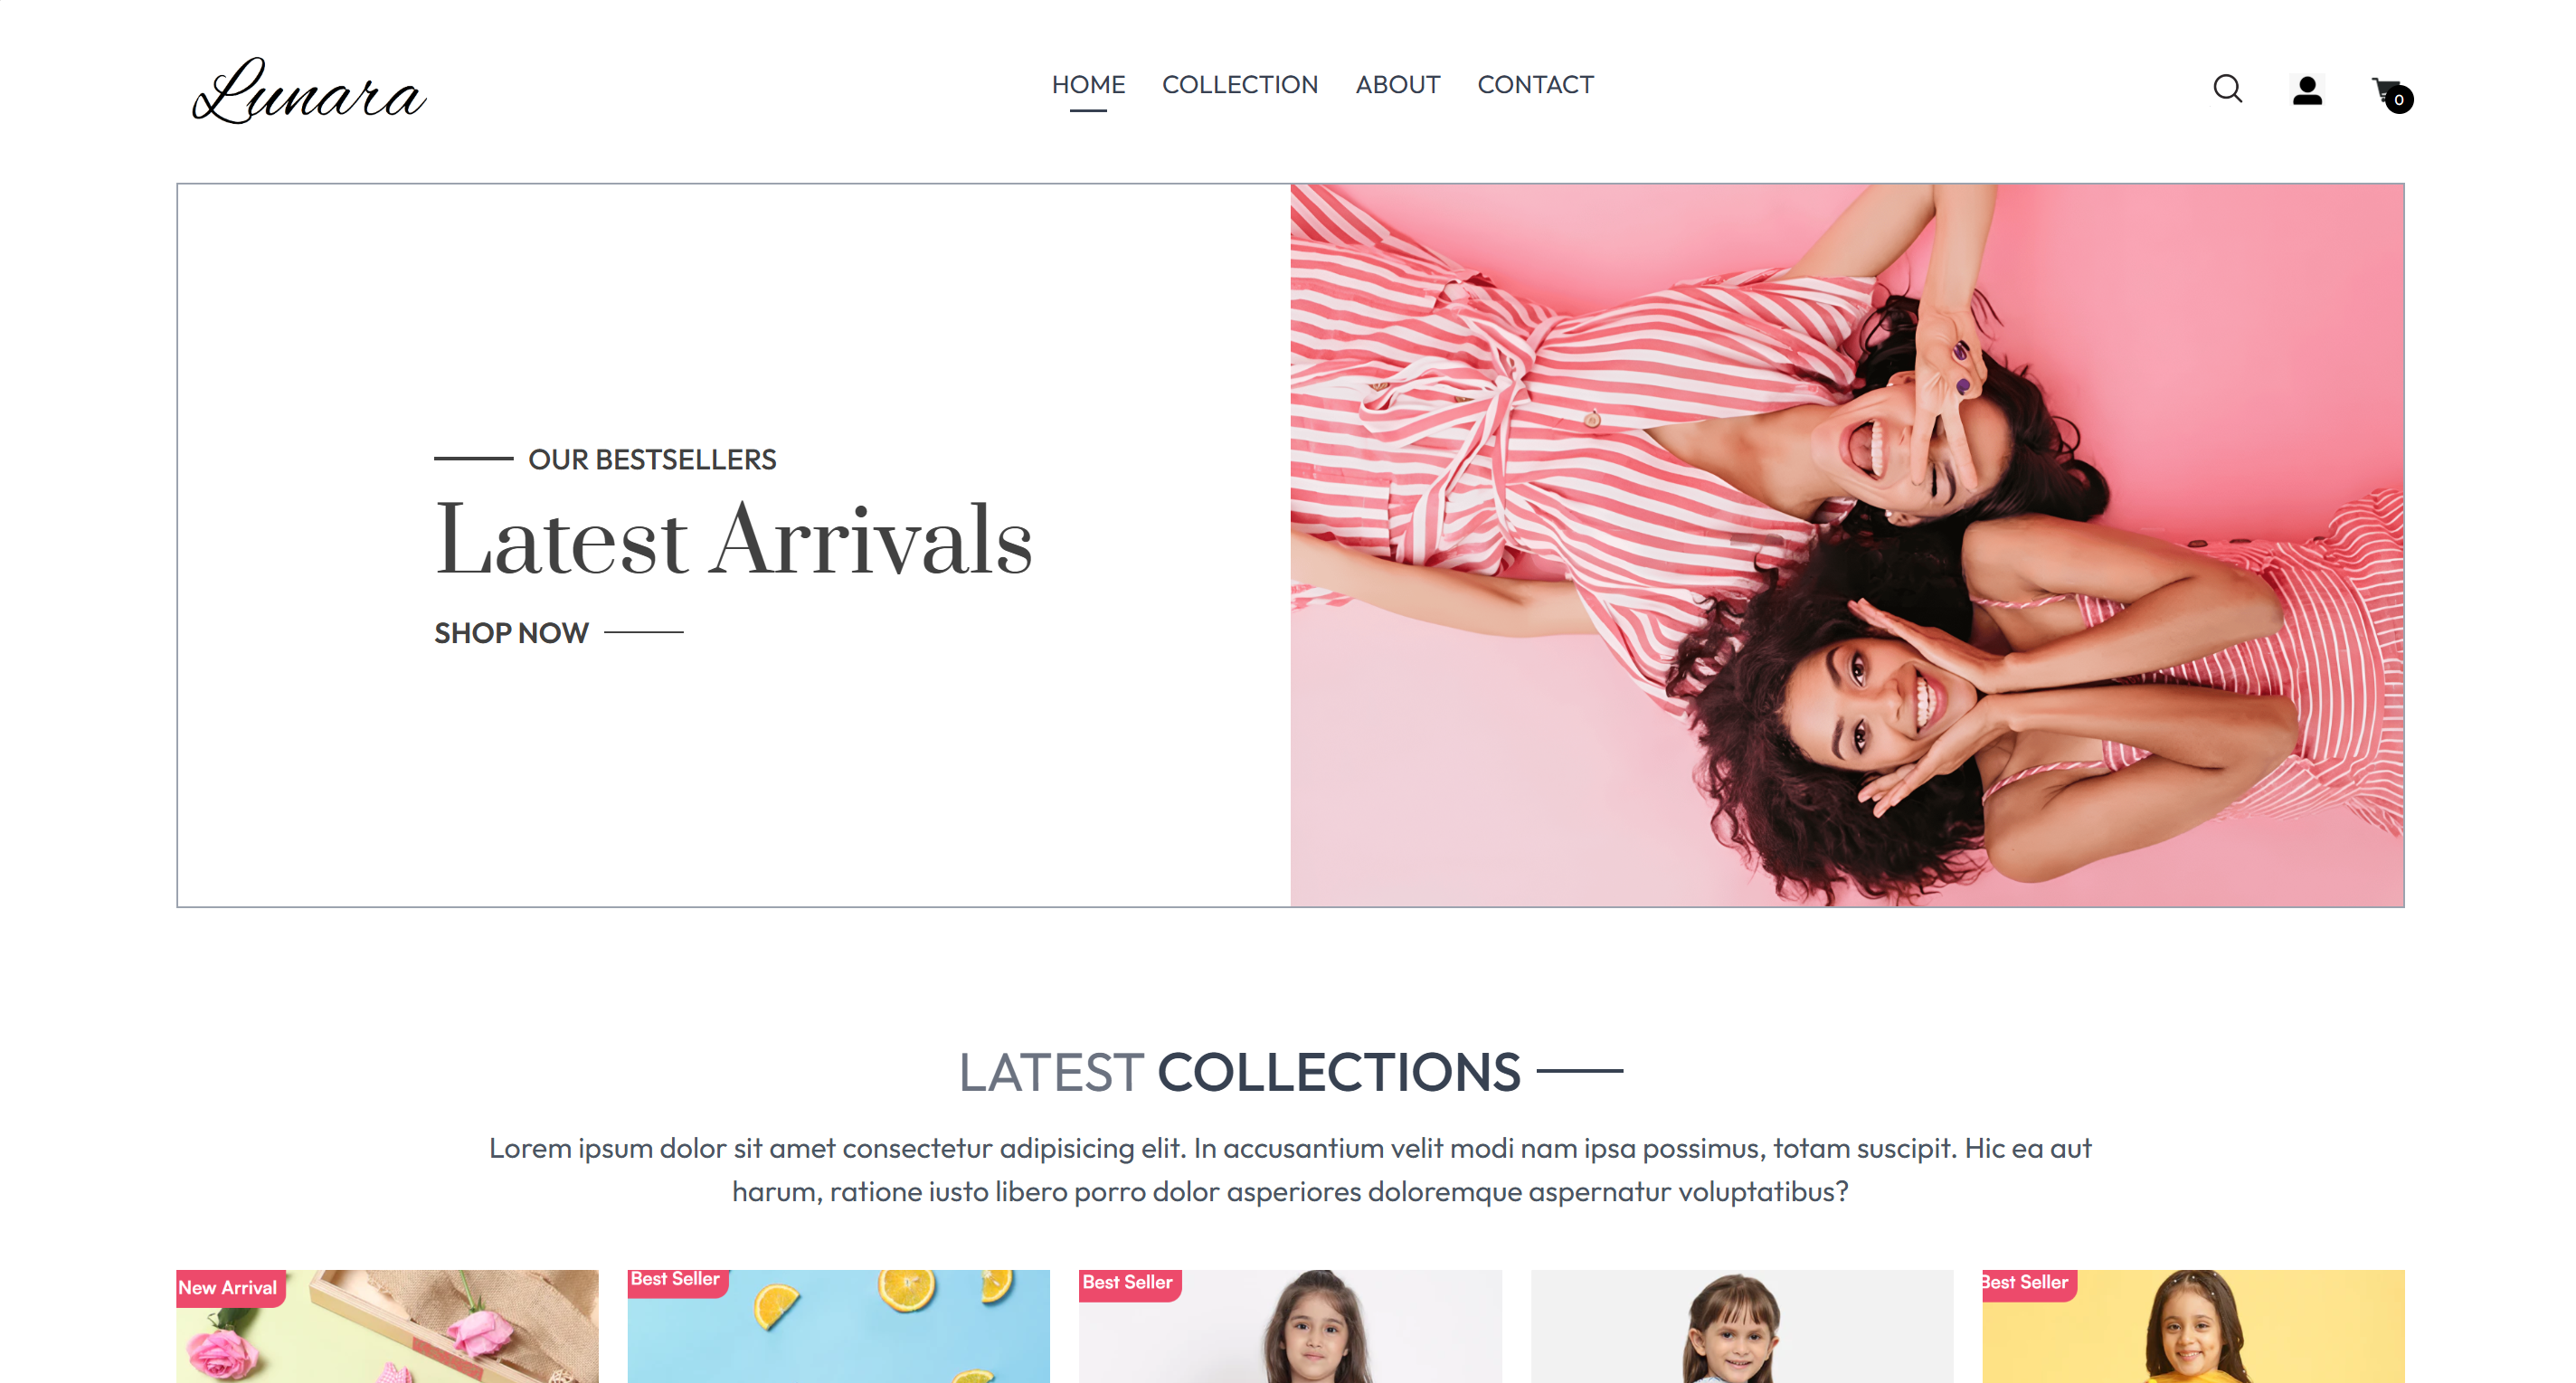 Lunara
HOME COLLECTION ABOUT CONTACT
0
OUR BESTSELLERS
Latest Arrivals
SHOP NOW
LATEST COLLECTIONS
Lorem ipsum dolor sit amet consectetur adipisicing elit. In accusantium velit modi nam ipsa possimus, totam suscipit. Hic ea aut
harum, ratione iusto libero porro dolor asperiores doloremque aspernatur voluptatibus?
New Arrival
Best Seller
Best Seller
Best Seller